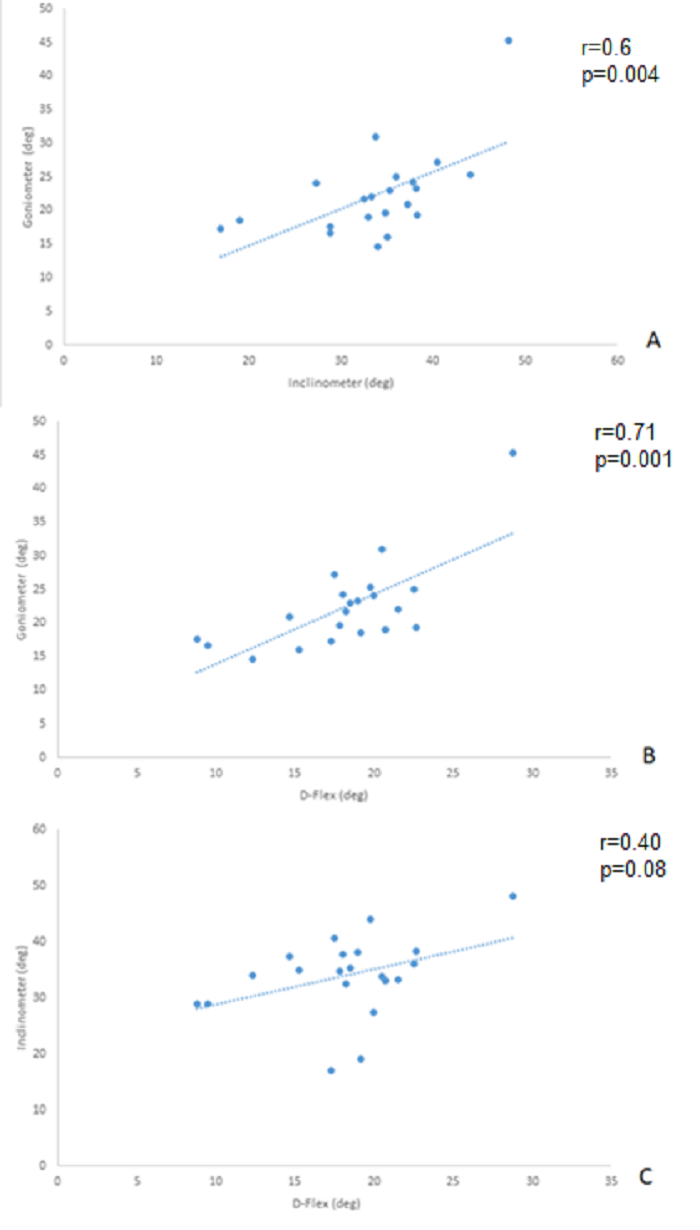 50
45
40
35
30
25
20
15
10
5
0
Goniometer (deg)
r=0.6
p=0.004
0 10 20 30 40 50 60
Inclinometer (deg)
A
50
45
40
35
30
25
20
15
10
5
0
Goniometer (deg)
r=0.71
p=0.001
0 5 10 15 20 25 30 35
D-Flex (deg)
B
60
50
40
30
20
10
0
Inclinometer (deg)
r=0.40
p=0.08
0 5 10 15 20 25 30 35
D-Flex (deg)
C